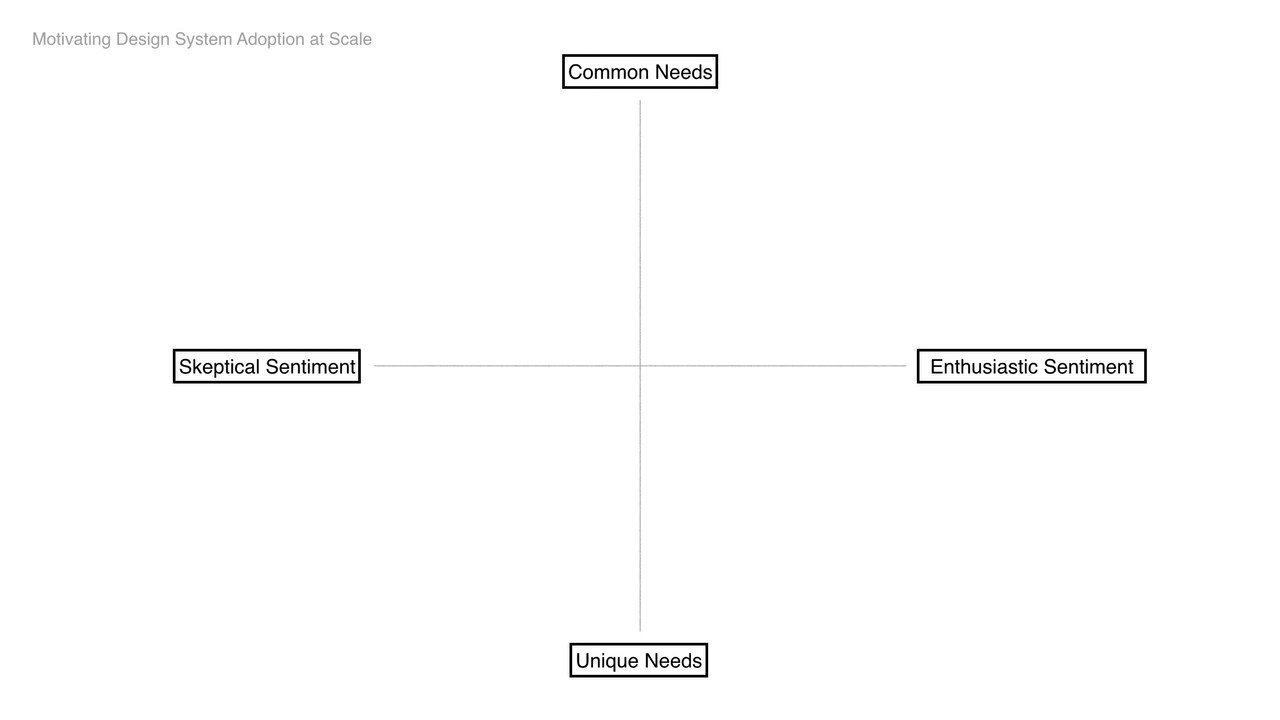 Motivating Design System Adoption at Scale
Common Needs
Skeptical Sentiment
Enthusiastic Sentiment
Unique Needs